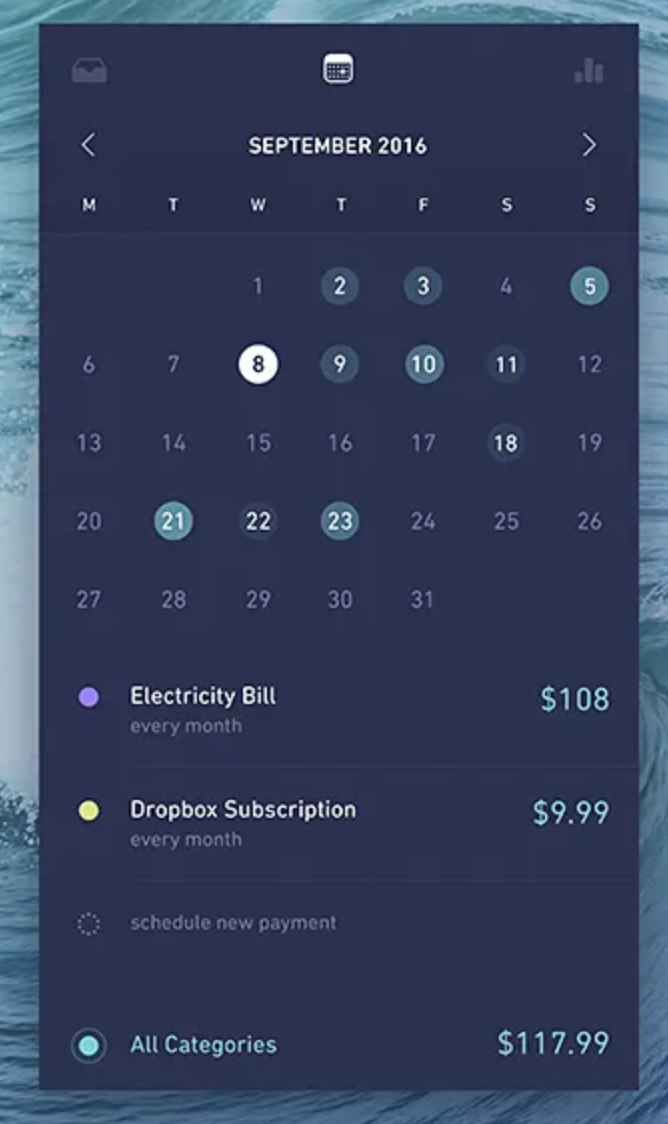 SEPTEMBER 2016
M T W T F S S
1 2 3 4 5
6 7 8 9 10 11 12
13 14 15 16 17 18 19
20 21 22 23 24 25 26
27 28 29 30 31
Electricity Bill $108
every month
Dropbox Subscription $9.99
every month
schedule new payment
All Categories $117.99